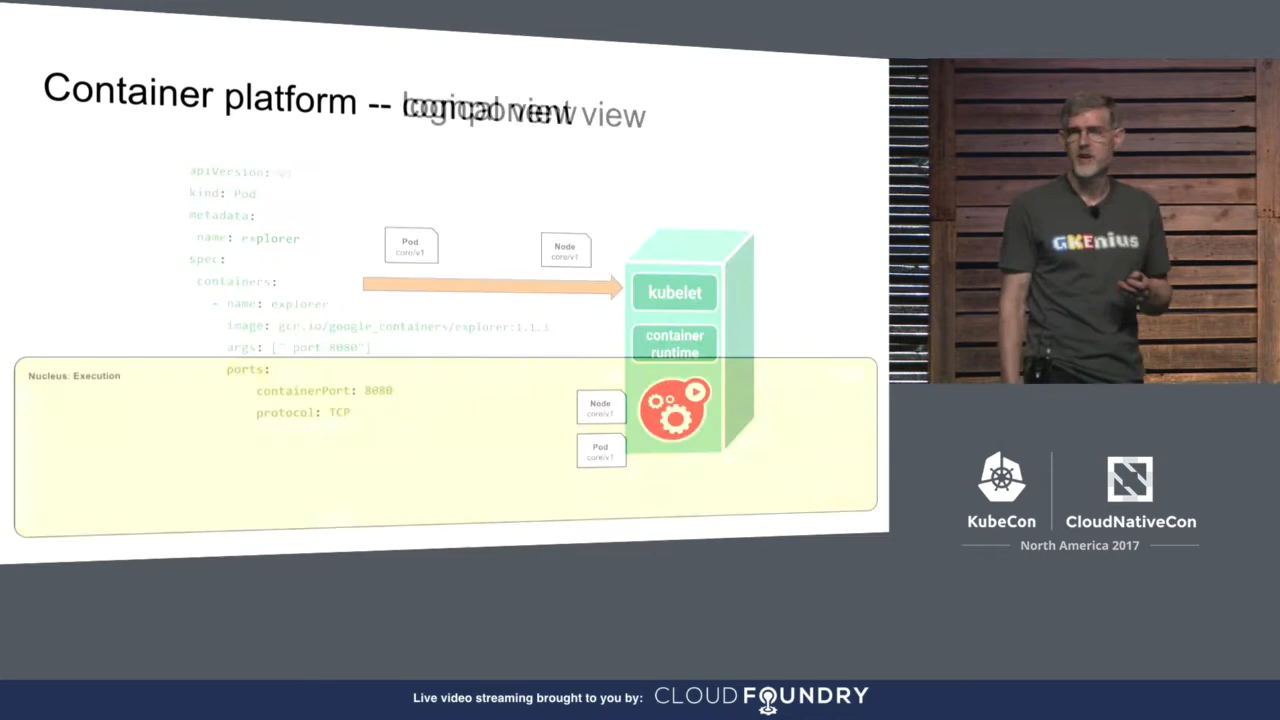 Container platform -- view
apiVersion:
kind: Pod
metadata:
name: explorer
spec:
containers:
- name: explorer
image: gcr.io/google_containers/explorer:1.1.1
args: ["-port=8080"]
ports:
containerPort: 8080
protocol: TCP
Pod
core/v1
Node
core/v1
kubelet
container
runtime
Nucleus: Execution
Node
core/v1
Pod
core/v1
GKEnius
KubeCon
CloudNativeCon
North America 2017
Live video streaming brought to you by: CLOUD FOUNDRY